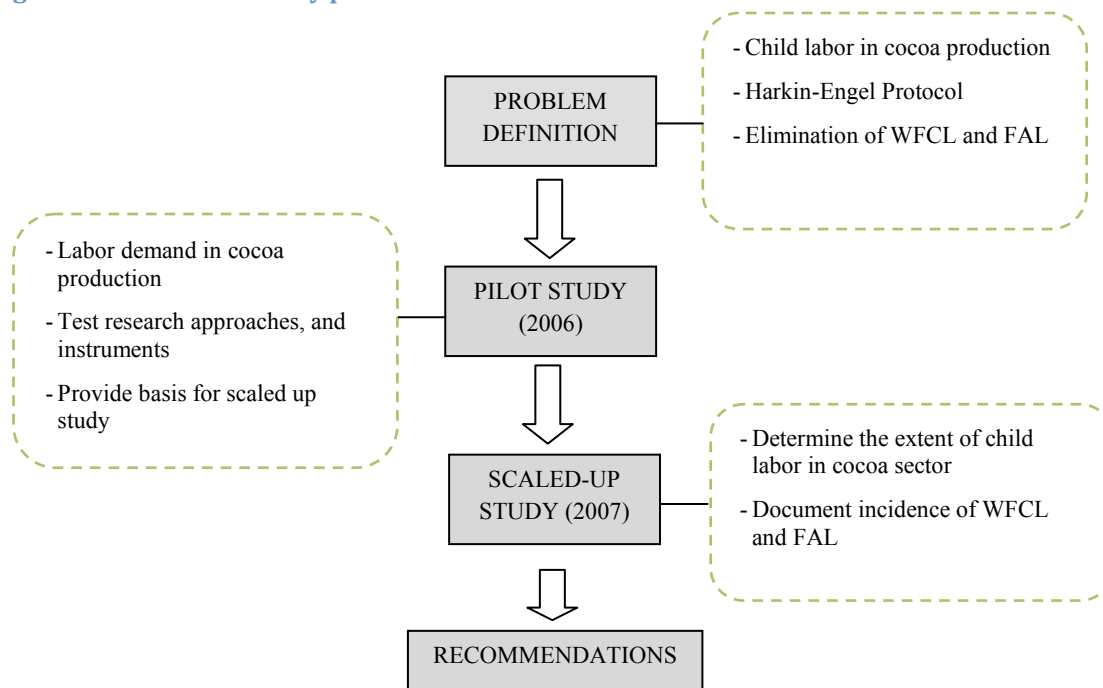 - Child labor in cocoa production
- Harkin-Engel Protocol
- Elimination of WFCL and FAL
PROBLEM
DEFINITION
- Labor demand in cocoa
production
- Test research approaches, and
instruments
- Provide basis for scaled up
study
PILOT STUDY
(2006)
SCALED-UP
STUDY (2007)
- Determine the extent of child
labor in cocoa sector
- Document incidence of WFCL
and FAL
RECOMMENDATIONS